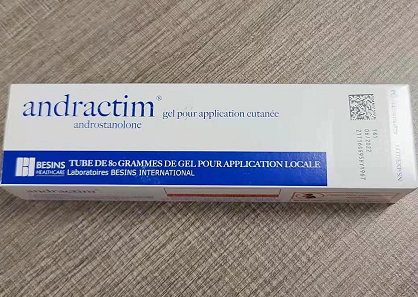 andractim®
gel pour application cutanée
androstanolone
BESINS
HEALTHCARE
TUBE DE 80 GRAMMES DE GEL POUR APPLICATION LOCALE
Laboratoires BESINS INTERNATIONAL
andractim